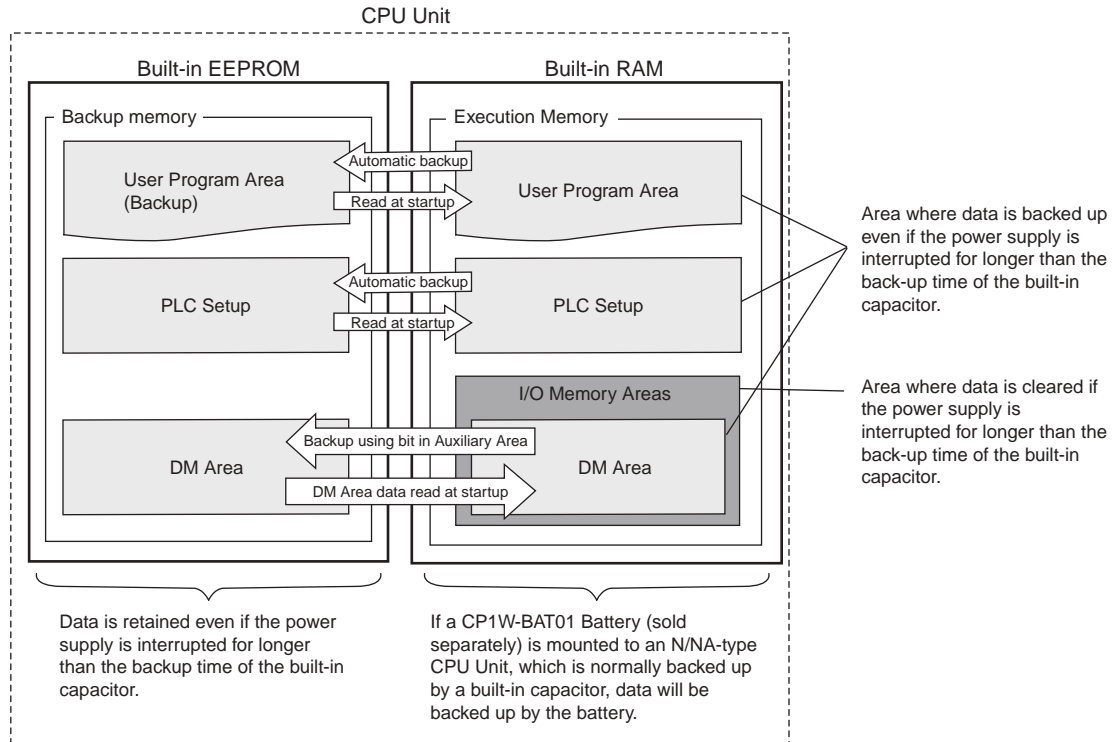 CPU Unit
Built-in EEPROM
Built-in RAM
Backup memory
Execution Memory
User Program Area
(Backup)
Automatic backup
Read at startup
User Program Area
PLC Setup
Automatic backup
Read at startup
PLC Setup
I/O Memory Areas
DM Area
Backup using bit in Auxiliary Area
DM Area data read at startup
DM Area
Area where data is backed up
even if the power supply is
interrupted for longer than the
back-up time of the built-in
capacitor.
Area where data is cleared if
the power supply is
interrupted for longer than the
back-up time of the built-in
capacitor.
Data is retained even if the power
supply is interrupted for longer
than the backup time of the built-in
capacitor.
If a CP1W-BAT01 Battery (sold
separately) is mounted to an N/NA-type
CPU Unit, which is normally backed up
by a built-in capacitor, data will be
backed up by the battery.